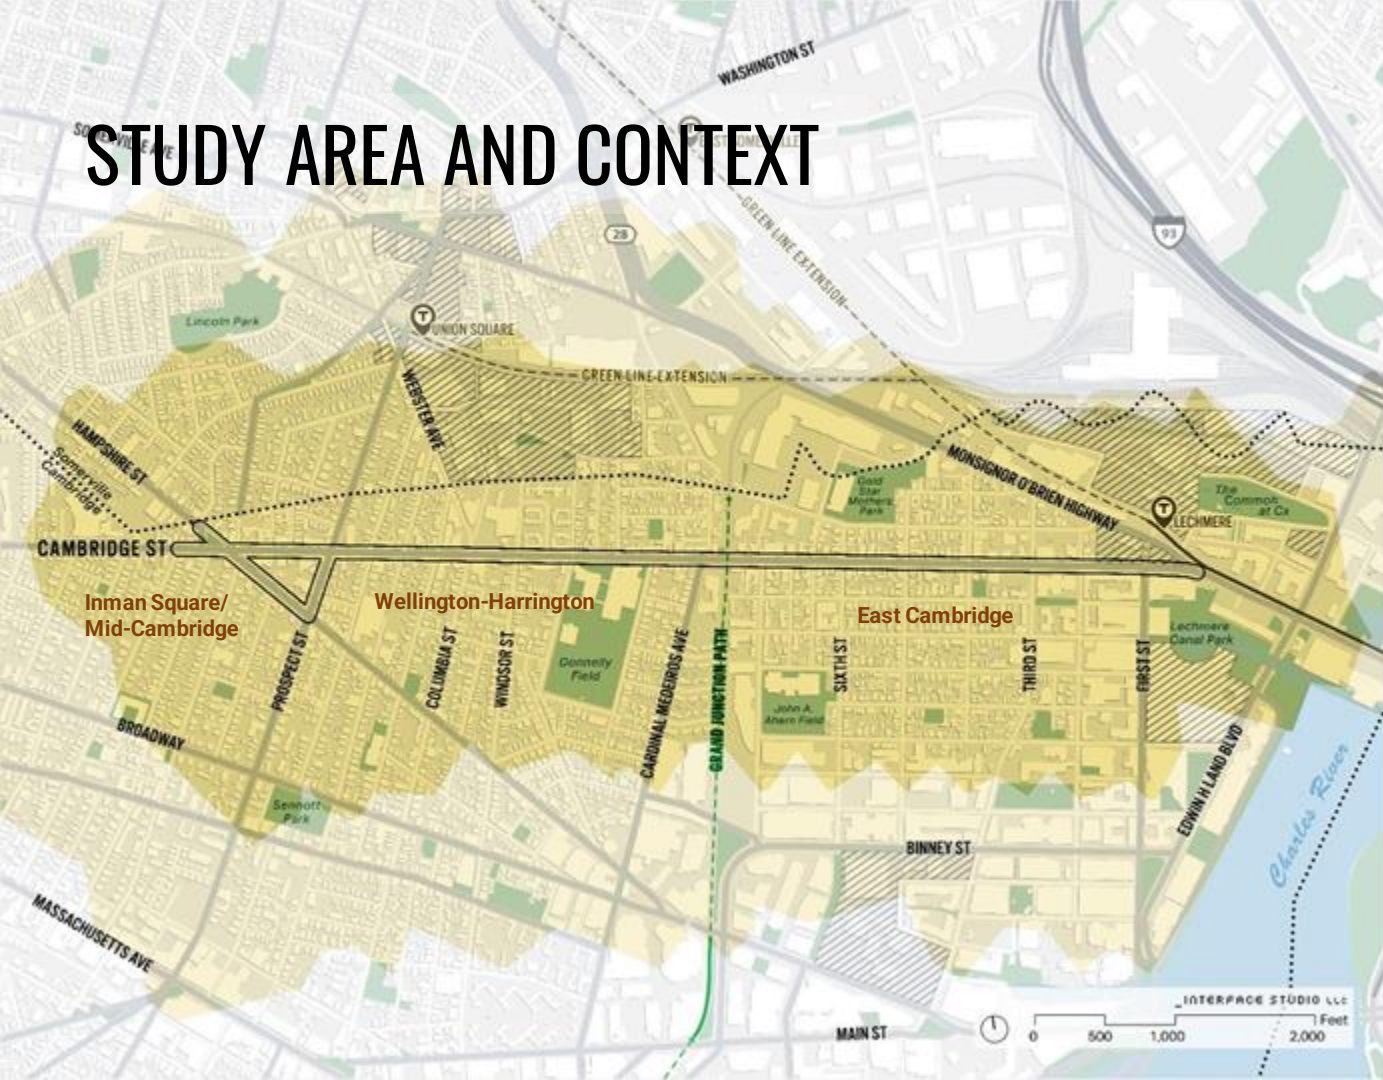 WASHINGTON ST
SOMERVILLE AVE
STUDY AREA AND CONTEXT
EAST SOMERVILLE
28
GREEN LINE EXTENSION
93
Lincoln Park
UNION SQUARE
T
GREEN LINE EXTENSION
WEBSTER AVE
HAMPSHIRE ST
Somerville
Cambridge
MONSIGNOR O'BRIEN HIGHWAY
Gold
Star
Mothers
Park
The
Common
at Cx
T
LECHMERE
CAMBRIDGE ST
Inman Square/
Mid-Cambridge
Wellington-Harrington
East Cambridge
Lechmere
Canal Park
PROSPECT ST
COLUMBIA ST
WINDSOR ST
Donnelly
Field
CARDINAL MEDEIROS AVE
GRAND JUNCTION PATH
John A.
Ahern Field
SIXTH ST
THIRD ST
FIRST ST
BROADWAY
EDWIN H LAND BLVD
Charles River
Sennott
Park
BINNEY ST
MASSACHUSETTS AVE
MAIN ST
_INTERFACE STUDIO LLC
Feet
0 500 1,000 2,000